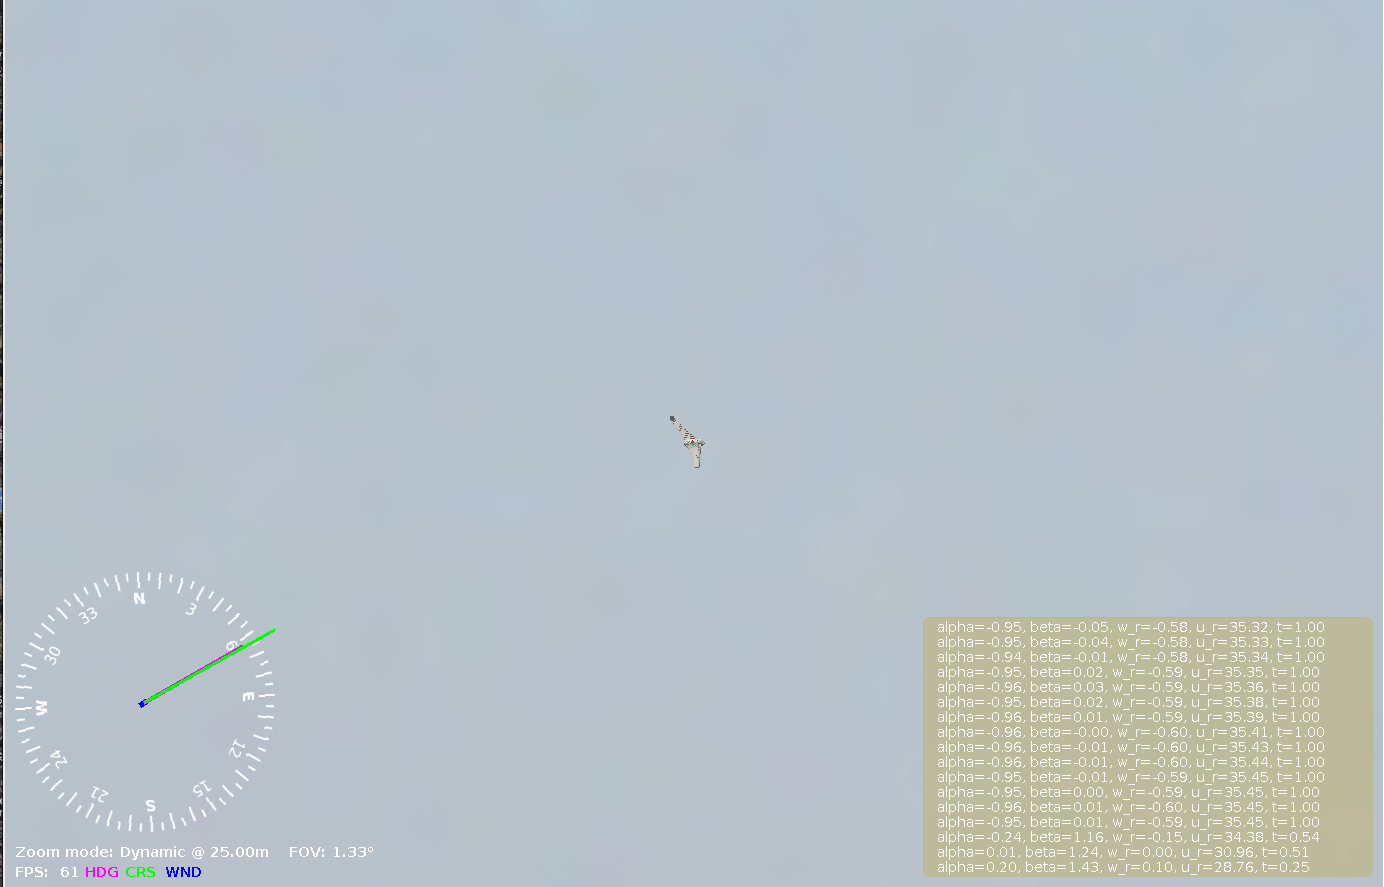 N
3
6
E
12
15
S
21
24
W
30
33
alpha=-0.95, beta=-0.05, w_r=-0.58, u_r=35.32, t=1.00
alpha=-0.95, beta=-0.04, w_r=-0.58, u_r=35.33, t=1.00
alpha=-0.94, beta=-0.01, w_r=-0.58, u_r=35.34, t=1.00
alpha=-0.95, beta=0.02, w_r=-0.59, u_r=35.35, t=1.00
alpha=-0.96, beta=0.03, w_r=-0.59, u_r=35.36, t=1.00
alpha=-0.95, beta=0.02, w_r=-0.59, u_r=35.38, t=1.00
alpha=-0.96, beta=0.01, w_r=-0.59, u_r=35.39, t=1.00
alpha=-0.96, beta=-0.00, w_r=-0.60, u_r=35.41, t=1.00
alpha=-0.96, beta=-0.01, w_r=-0.60, u_r=35.43, t=1.00
alpha=-0.96, beta=-0.01, w_r=-0.60, u_r=35.44, t=1.00
alpha=-0.95, beta=-0.01, w_r=-0.59, u_r=35.45, t=1.00
alpha=-0.95, beta=0.00, w_r=-0.59, u_r=35.45, t=1.00
alpha=-0.96, beta=0.01, w_r=-0.60, u_r=35.45, t=1.00
alpha=-0.95, beta=0.01, w_r=-0.59, u_r=35.45, t=1.00
alpha=-0.24, beta=1.16, w_r=-0.15, u_r=34.38, t=0.54
alpha=0.01, beta=1.24, w_r=0.00, u_r=30.96, t=0.51
alpha=0.20, beta=1.43, w_r=0.10, u_r=28.76, t=0.25
Zoom mode: Dynamic @ 25.00m FOV: 1.33°
FPS: 61 HDG CRS WND